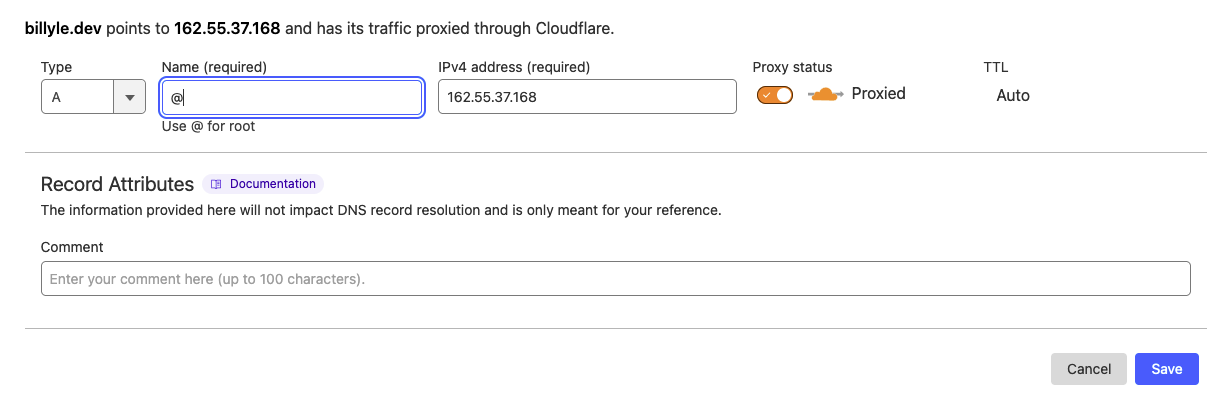 billyle.dev points to 162.55.37.168 and has its traffic proxied through Cloudflare.
Type Name (required) IPv4 address (required) Proxy status TTL
A @ 162.55.37.168 Proxied Auto
Use @ for root
Record Attributes Documentation
The information provided here will not impact DNS record resolution and is only meant for your reference.
Comment
Enter your comment here (up to 100 characters).
Cancel Save